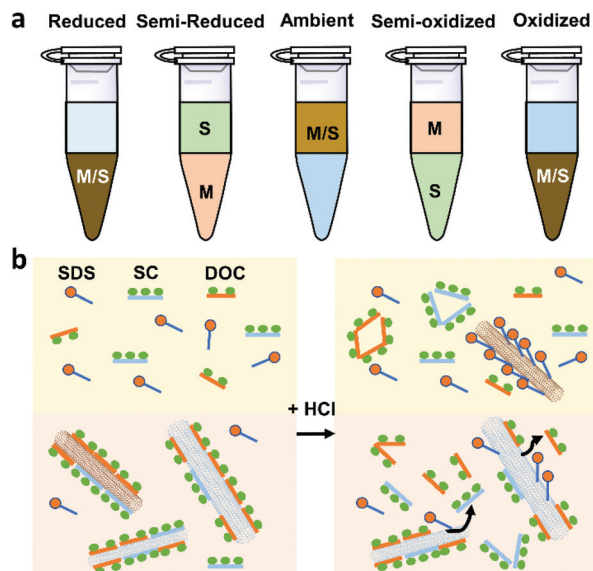 a
Reduced Semi-Reduced Ambient Semi-oxidized Oxidized
S M/S M
M/S M S M/S
b
SDS SC DOC
+ HCl